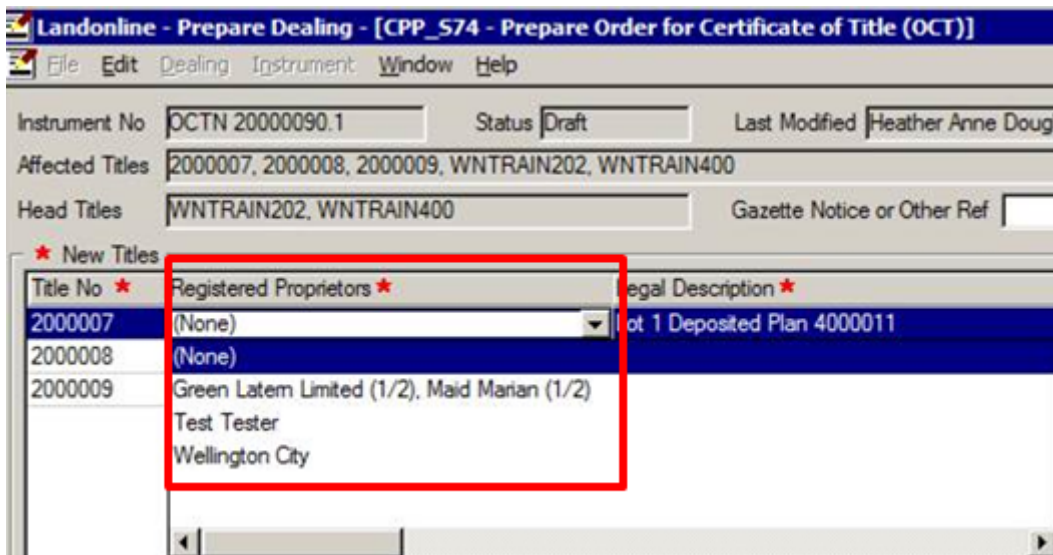 Landonline - Prepare Dealing - [CPP_S74 - Prepare Order for Certificate of Title (OCT)]
File Edit Dealing Instrument Window Help
Instrument No OCTN 20000090.1 Status Draft Last Modified Heather Anne Doug
Affected Titles 2000007, 2000008, 2000009, WNTRAIN202, WNTRAIN400
Head Titles WNTRAIN202, WNTRAIN400 Gazette Notice or Other Ref
* New Titles
Title No * Registered Proprietors * Legal Description *
2000007 (None) Lot 1 Deposited Plan 4000011
2000008 (None)
2000009 Green Latern Limited (1/2), Maid Marian (1/2)
Test Tester
Wellington City